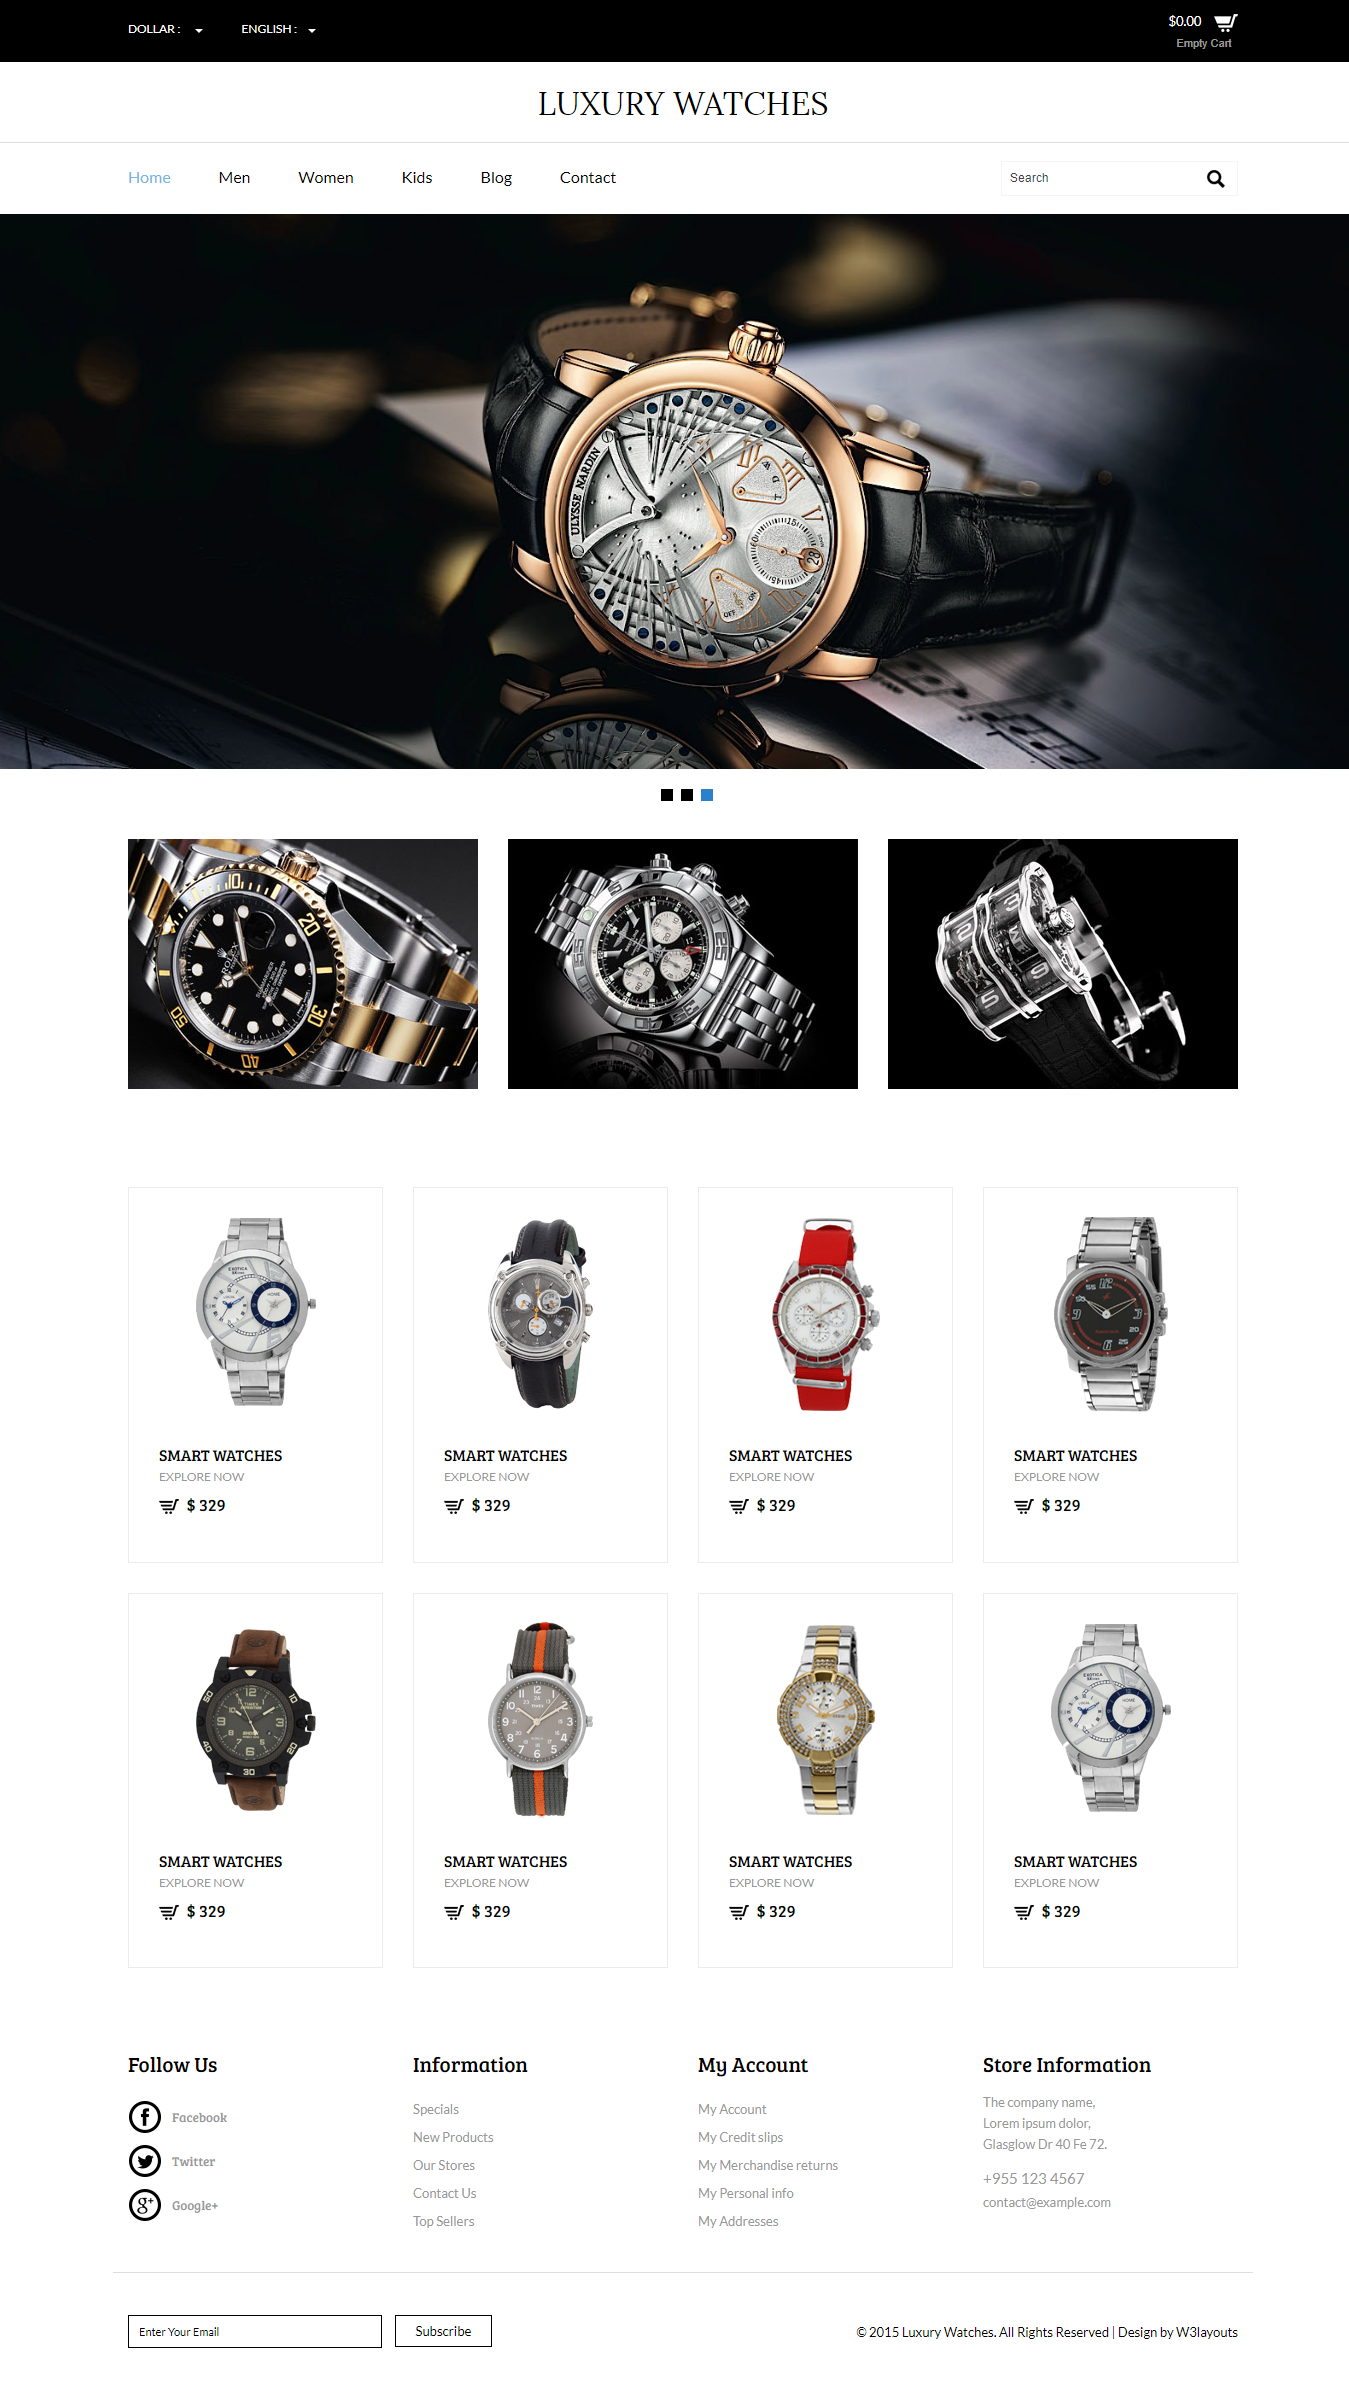 DOLLAR :
ENGLISH :
$0.00
Empty Cart
LUXURY WATCHES
Home Men Women Kids Blog Contact
Search
ULYSSE NARDIN
SMART WATCHES
EXPLORE NOW
$ 329
SMART WATCHES
EXPLORE NOW
$ 329
SMART WATCHES
EXPLORE NOW
$ 329
SMART WATCHES
EXPLORE NOW
$ 329
SMART WATCHES
EXPLORE NOW
$ 329
SMART WATCHES
EXPLORE NOW
$ 329
SMART WATCHES
EXPLORE NOW
$ 329
SMART WATCHES
EXPLORE NOW
$ 329
Follow Us
Facebook
Twitter
Google+
Information
Specials
New Products
Our Stores
Contact Us
Top Sellers
My Account
My Account
My Credit slips
My Merchandise returns
My Personal info
My Addresses
Store Information
The company name,
Lorem ipsum dolor,
Glasglow Dr 40 Fe 72.
+955 123 4567
contact@example.com
Enter Your Email
Subscribe
© 2015 Luxury Watches. All Rights Reserved | Design by W3layouts